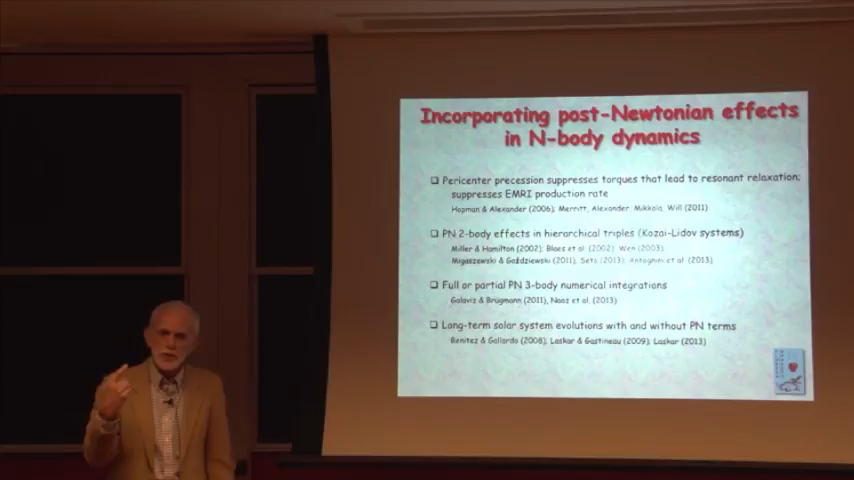 Incorporating post-Newtonian effects
in N-body dynamics
❑ Pericenter precession suppresses torques that lead to resonant relaxation;
suppresses EMRI production rate
Hopman & Alexander (2006); Merritt, Alexander, Mikkola, Will (2011)
❑ PN 2-body effects in hierarchical triples (Kozai-Lidov systems)
Miller & Hamilton (2002); Blaes et al. (2002); Wen (2003);
Migaszewski & Goździewski (2011), Seto (2013); Antognini et al. (2013)
❑ Full or partial PN 3-body numerical integrations
Galaviz & Brügmann (2011), Naoz et al. (2013)
❑ Long-term solar system evolutions with and without PN terms
Benitez & Gallardo (2008); Laskar & Gastineau (2009); Laskar (2013)